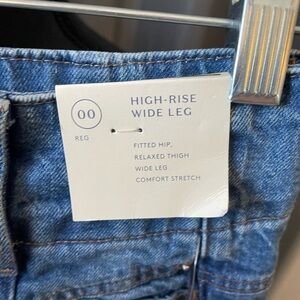 00
REG
HIGH-RISE
WIDE LEG
FITTED HIP,
RELAXED THIGH
WIDE LEG
COMFORT STRETCH